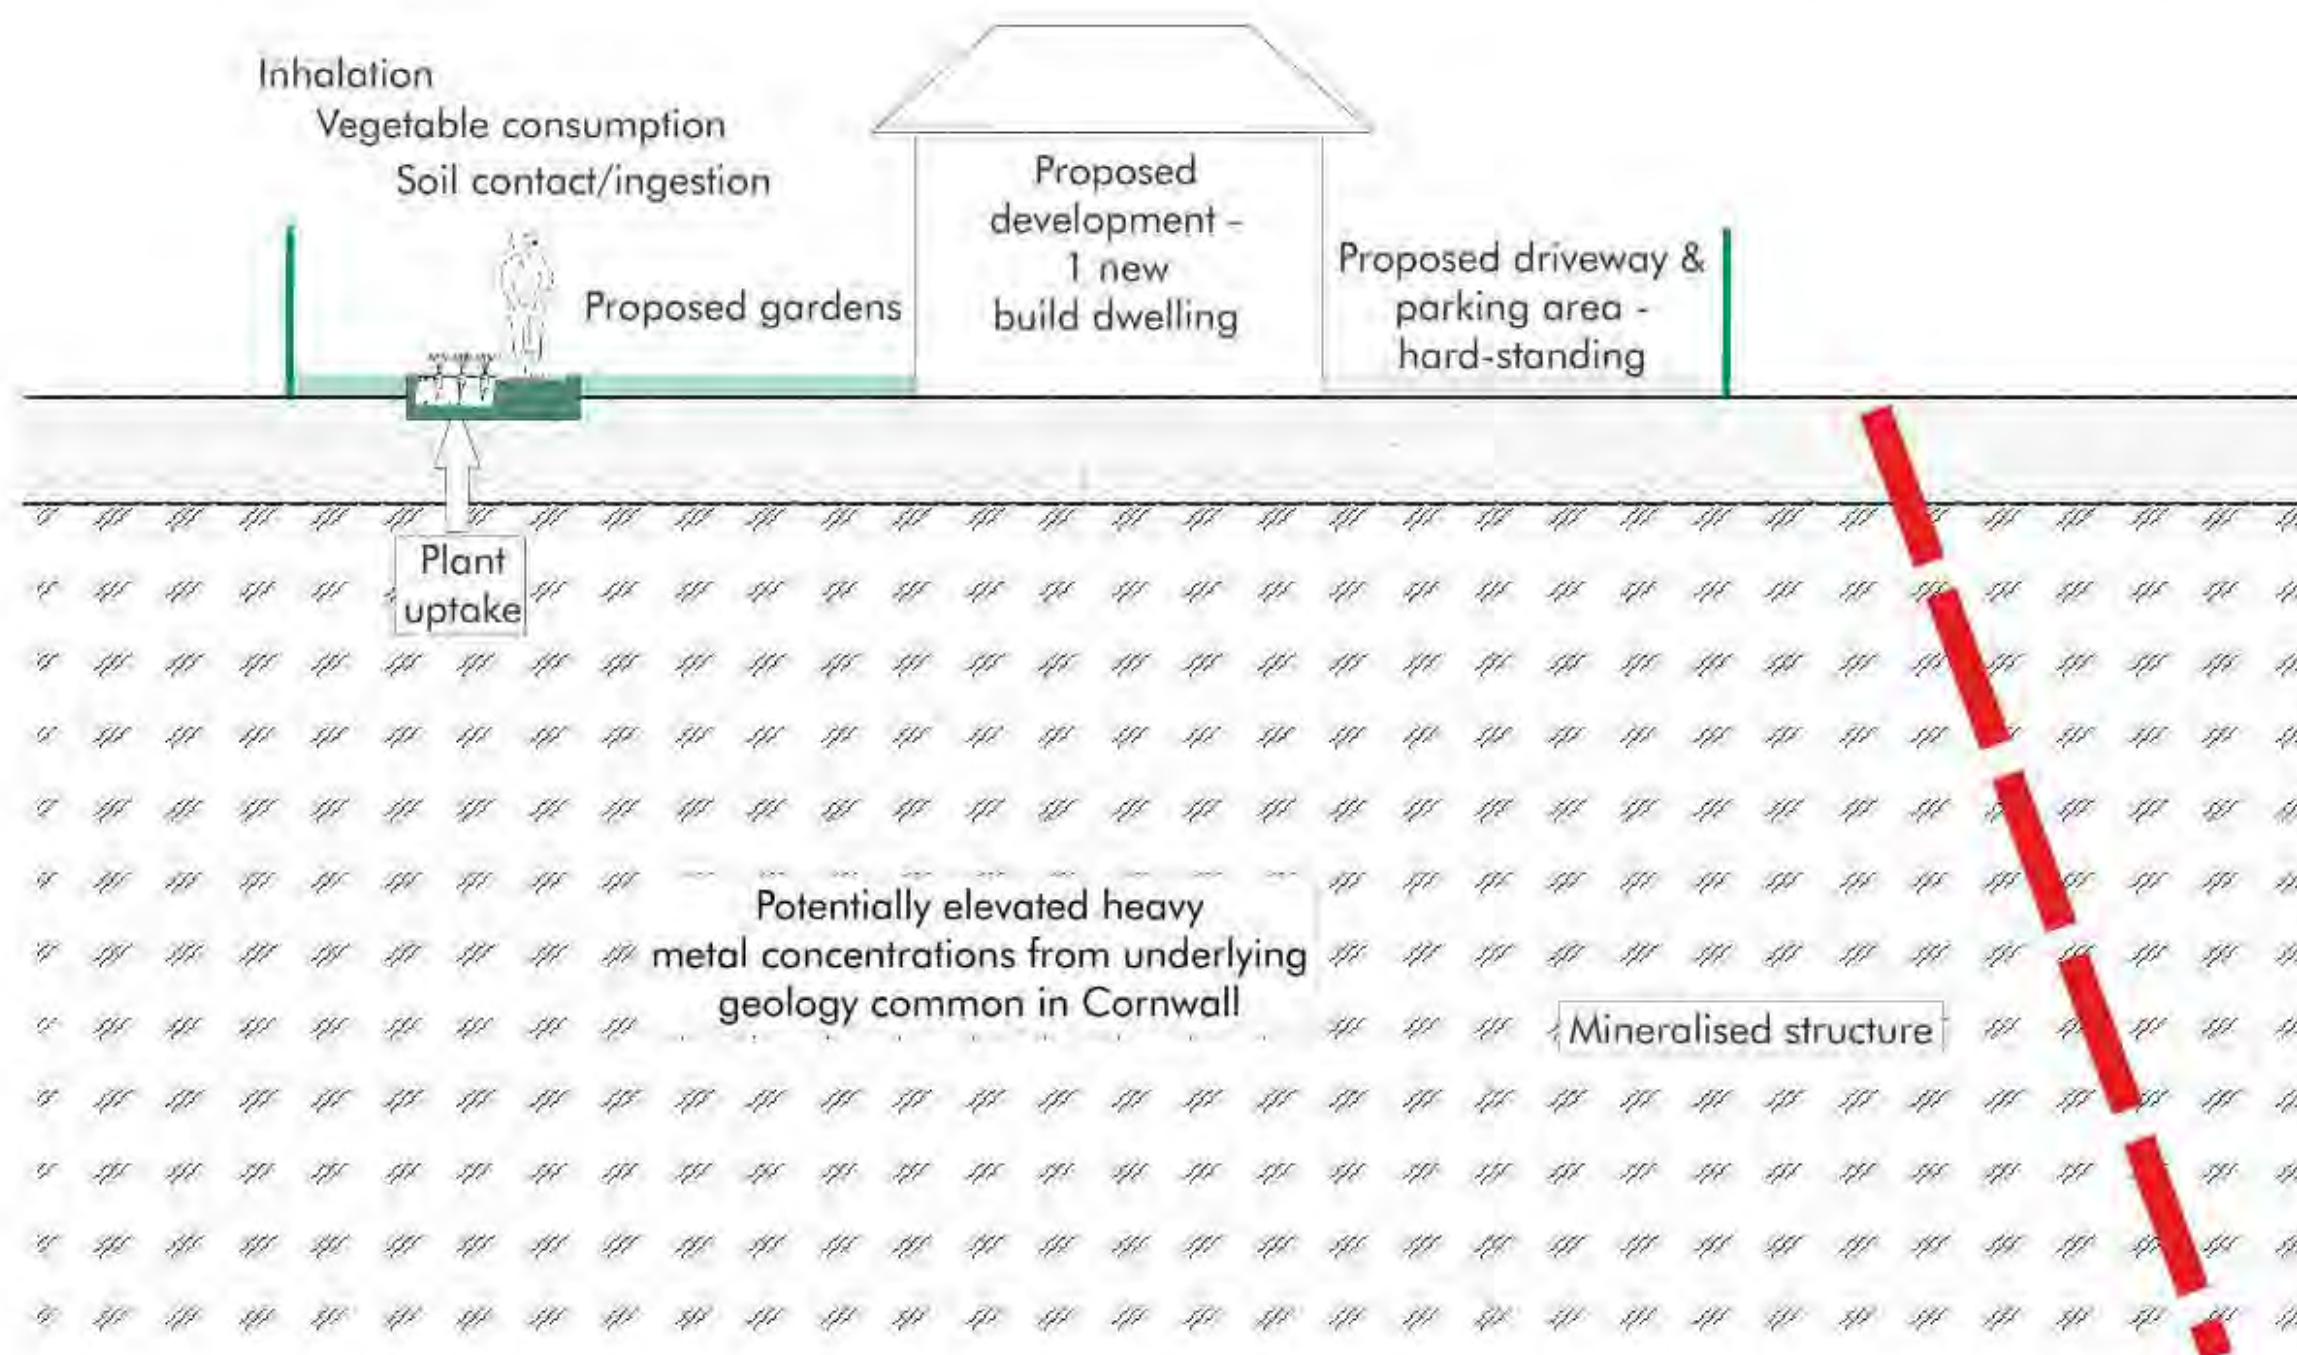 Inhalation
Vegetable consumption
Soil contact/ingestion
Proposed gardens
Proposed
development -
1 new
build dwelling
Proposed driveway &
parking area -
hard-standing
Plant
uptake
Potentially elevated heavy
metal concentrations from underlying
geology common in Cornwall
Mineralised structure